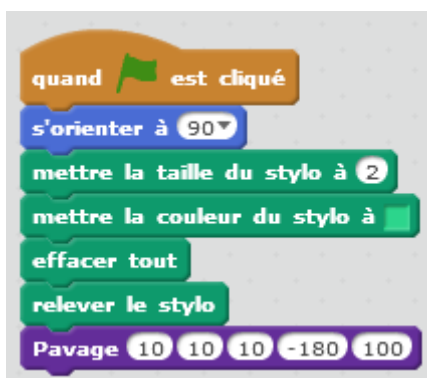 quand est cliqué
s'orienter à 90
mettre la taille du stylo à 2
mettre la couleur du stylo à
effacer tout
relever le stylo
Pavage 10 10 10 -180 100